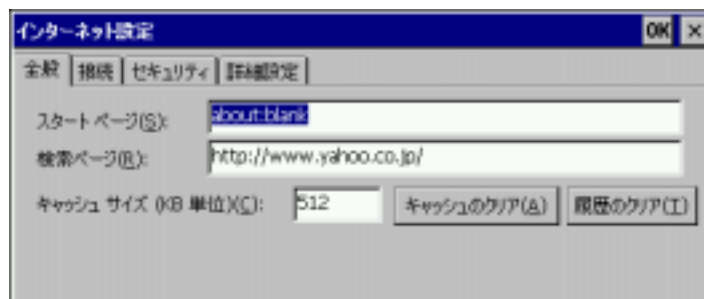 インターネット設定 OK ×
全般 接続 セキュリティ 詳細設定
スタート ページ(S): about:blank
検索ページ(R): http://www.yahoo.co.jp/
キャッシュ サイズ (KB 単位)(C): 512 キャッシュのクリア(A) 履歴のクリア(I)